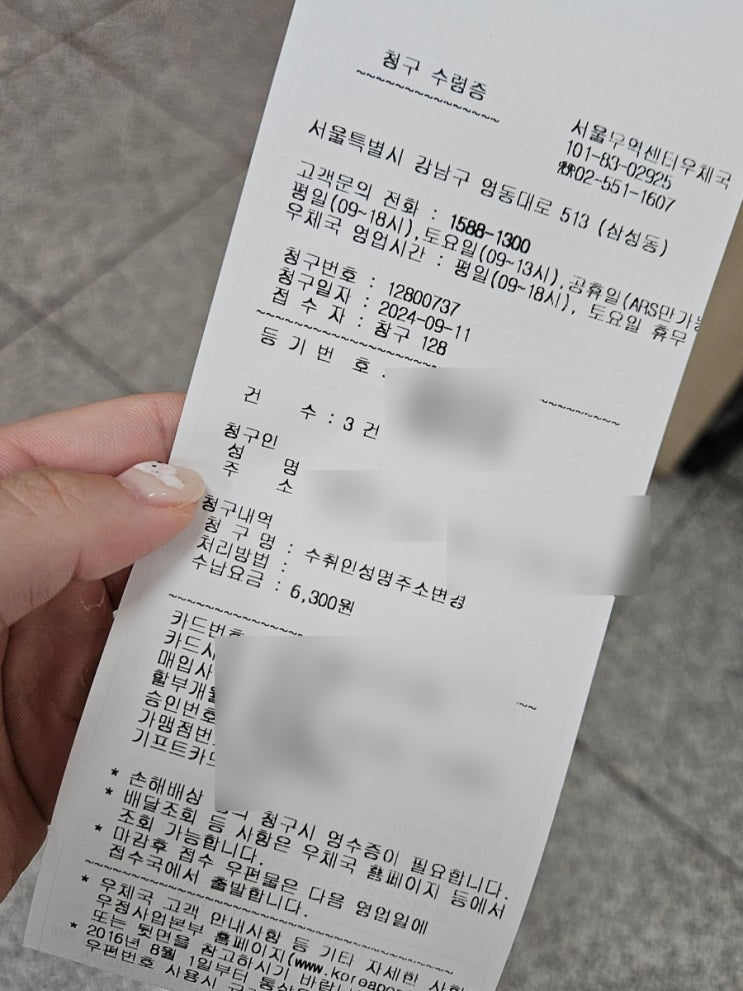 청구 수령증
서울무역센터우체국
101-83-02925
☎02-551-1607
서울특별시 강남구 영동대로 513 (삼성동)
고객문의 전화 : 1588-1300
평일(09~18시),토요일(09~13시),공휴일(ARS만가능
우체국 영업시간 : 평일(09~18시), 토요일 휴무
청구번호 : 12800737
청구일자 : 2024-09-11
접 수 자 : 창구 128
등 기 번 호 :
건 수 : 3 건
청구인
성 명
주 소
청구내역
청 구 명 : 수취인성명주소변경
처리방법 :
수납요금 : 6,300원
카드번호
카드사
매입사
할부개월
승인번호
가맹점번
기프트카드
* 손해배상 청구시 영수증이 필요합니다.
* 배달조회 등 사항은 우체국 홈페이지 등에서
조회 가능합니다.
* 마감후 접수 우편물은 다음 영업일에
접수국에서 출발합니다.
* 우체국 고객 안내사항 등 기타 자세한 사항
우정사업본부 홈페이지(www.koreapo
또는 뒷면을 참고하시기 바랍니
* 2016년 8월 1일부터 통상
우편번호 사용시